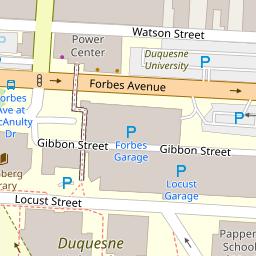 Watson Street
Power
Center
Duquesne
University
P
Forbes Avenue
Forbes
Ave at
McAnulty
Dr
P
P
Gibbon Street
Forbes
Garage
Gibbon Street
P
P
Locust
Garage
Locust Street
Duquesne
School